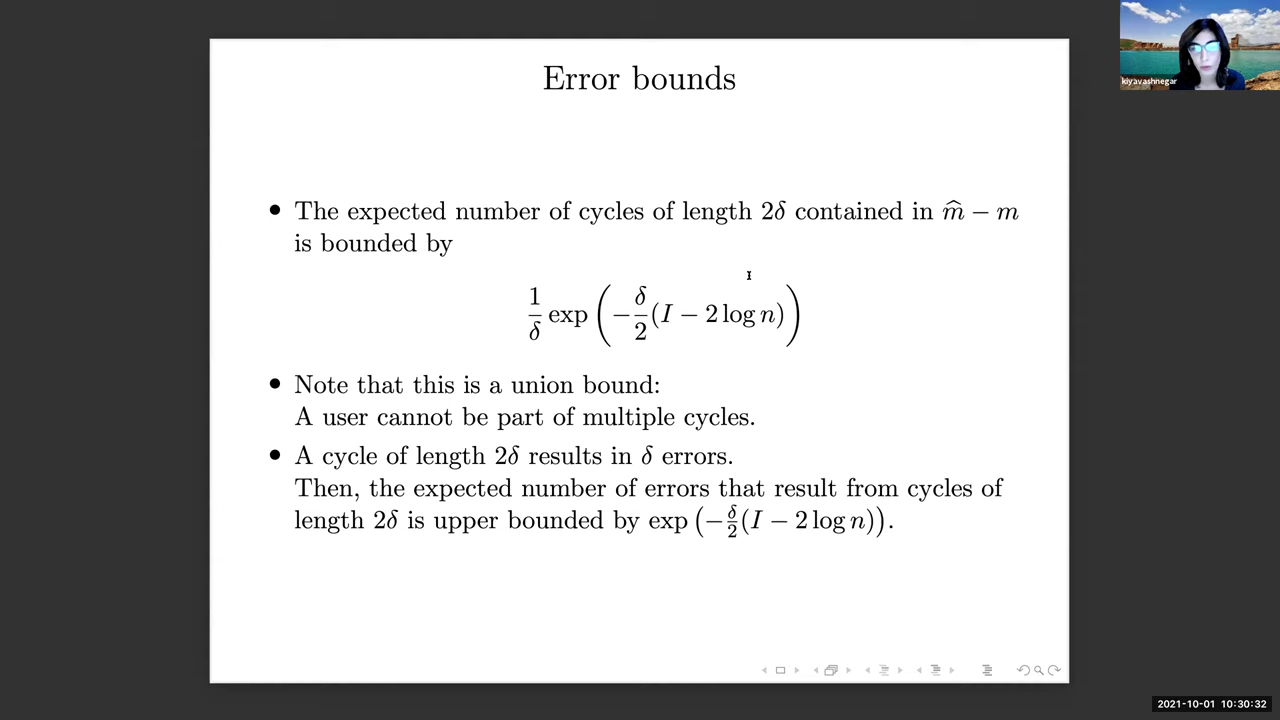 Error bounds
kiyavashnegar
• The expected number of cycles of length 2δ contained in m̂ − m
is bounded by
1/δ exp(−δ/2(I − 2 log n))
• Note that this is a union bound:
A user cannot be part of multiple cycles.
• A cycle of length 2δ results in δ errors.
Then, the expected number of errors that result from cycles of
length 2δ is upper bounded by exp(−δ/2(I − 2 log n)).
2021-10-01 10:30:32